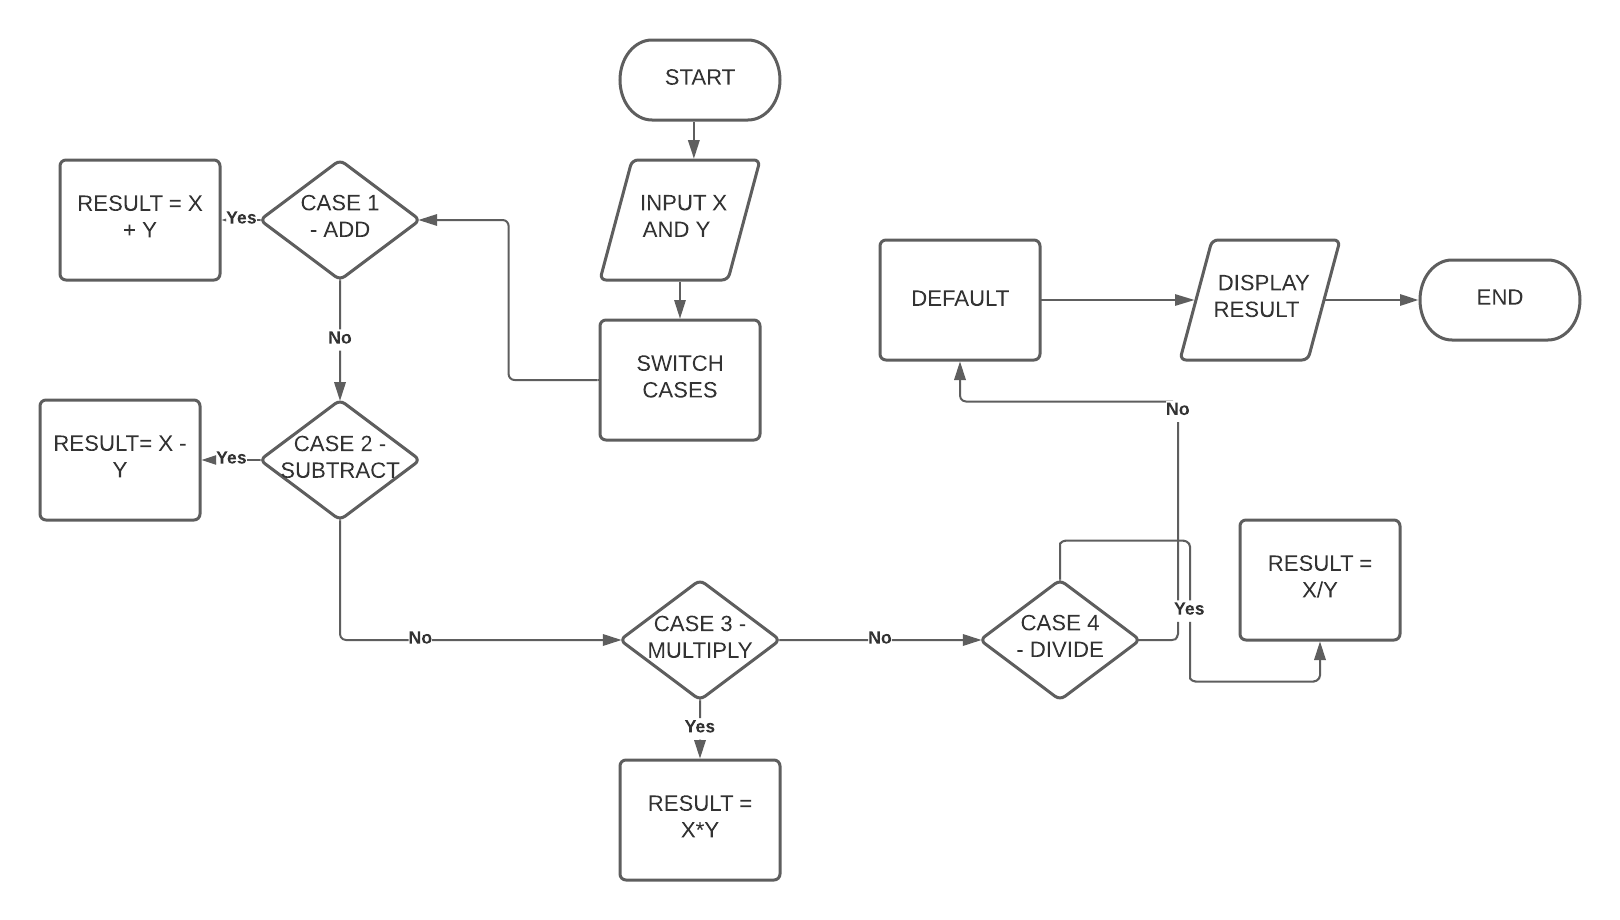 START
INPUT X
AND Y
SWITCH
CASES
CASE 1
- ADD
Yes
RESULT = X
+ Y
No
CASE 2 -
SUBTRACT
Yes
RESULT= X -
Y
No
CASE 3 -
MULTIPLY
Yes
RESULT =
X*Y
No
CASE 4
- DIVIDE
Yes
RESULT =
X/Y
No
DEFAULT
DISPLAY
RESULT
END